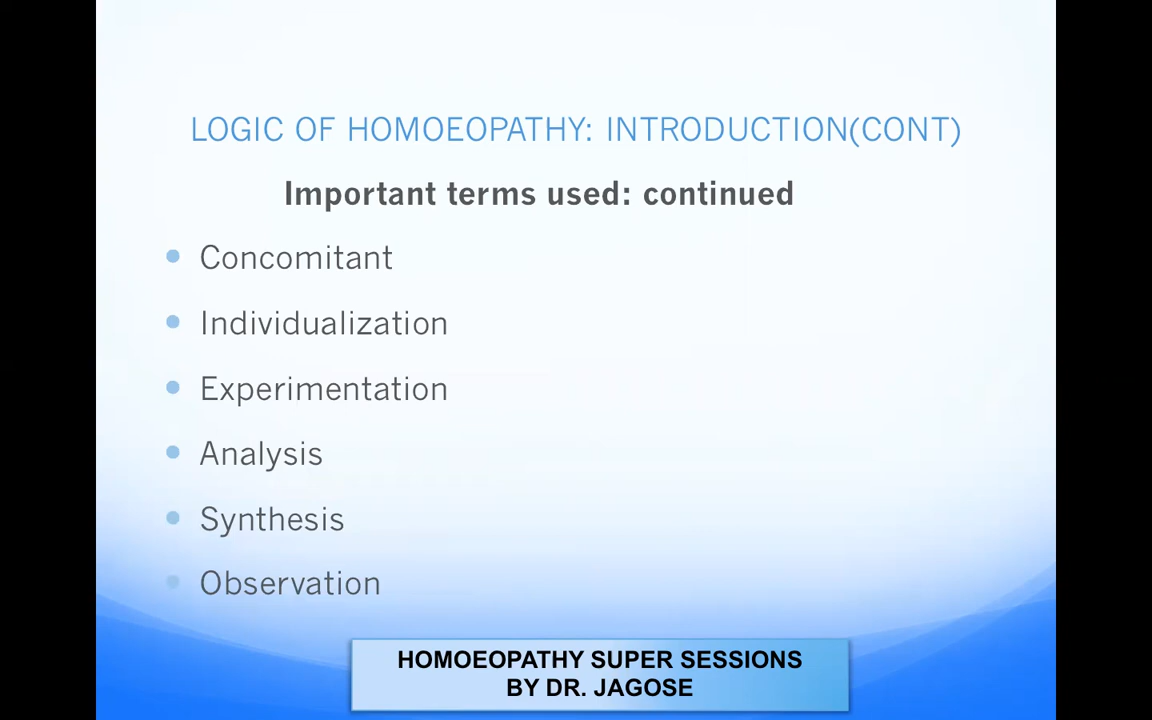 LOGIC OF HOMOEOPATHY: INTRODUCTION(CONT)
Important terms used: continued
Concomitant
Individualization
Experimentation
Analysis
Synthesis
Observation
HOMOEOPATHY SUPER SESSIONS
BY DR. JAGOSE